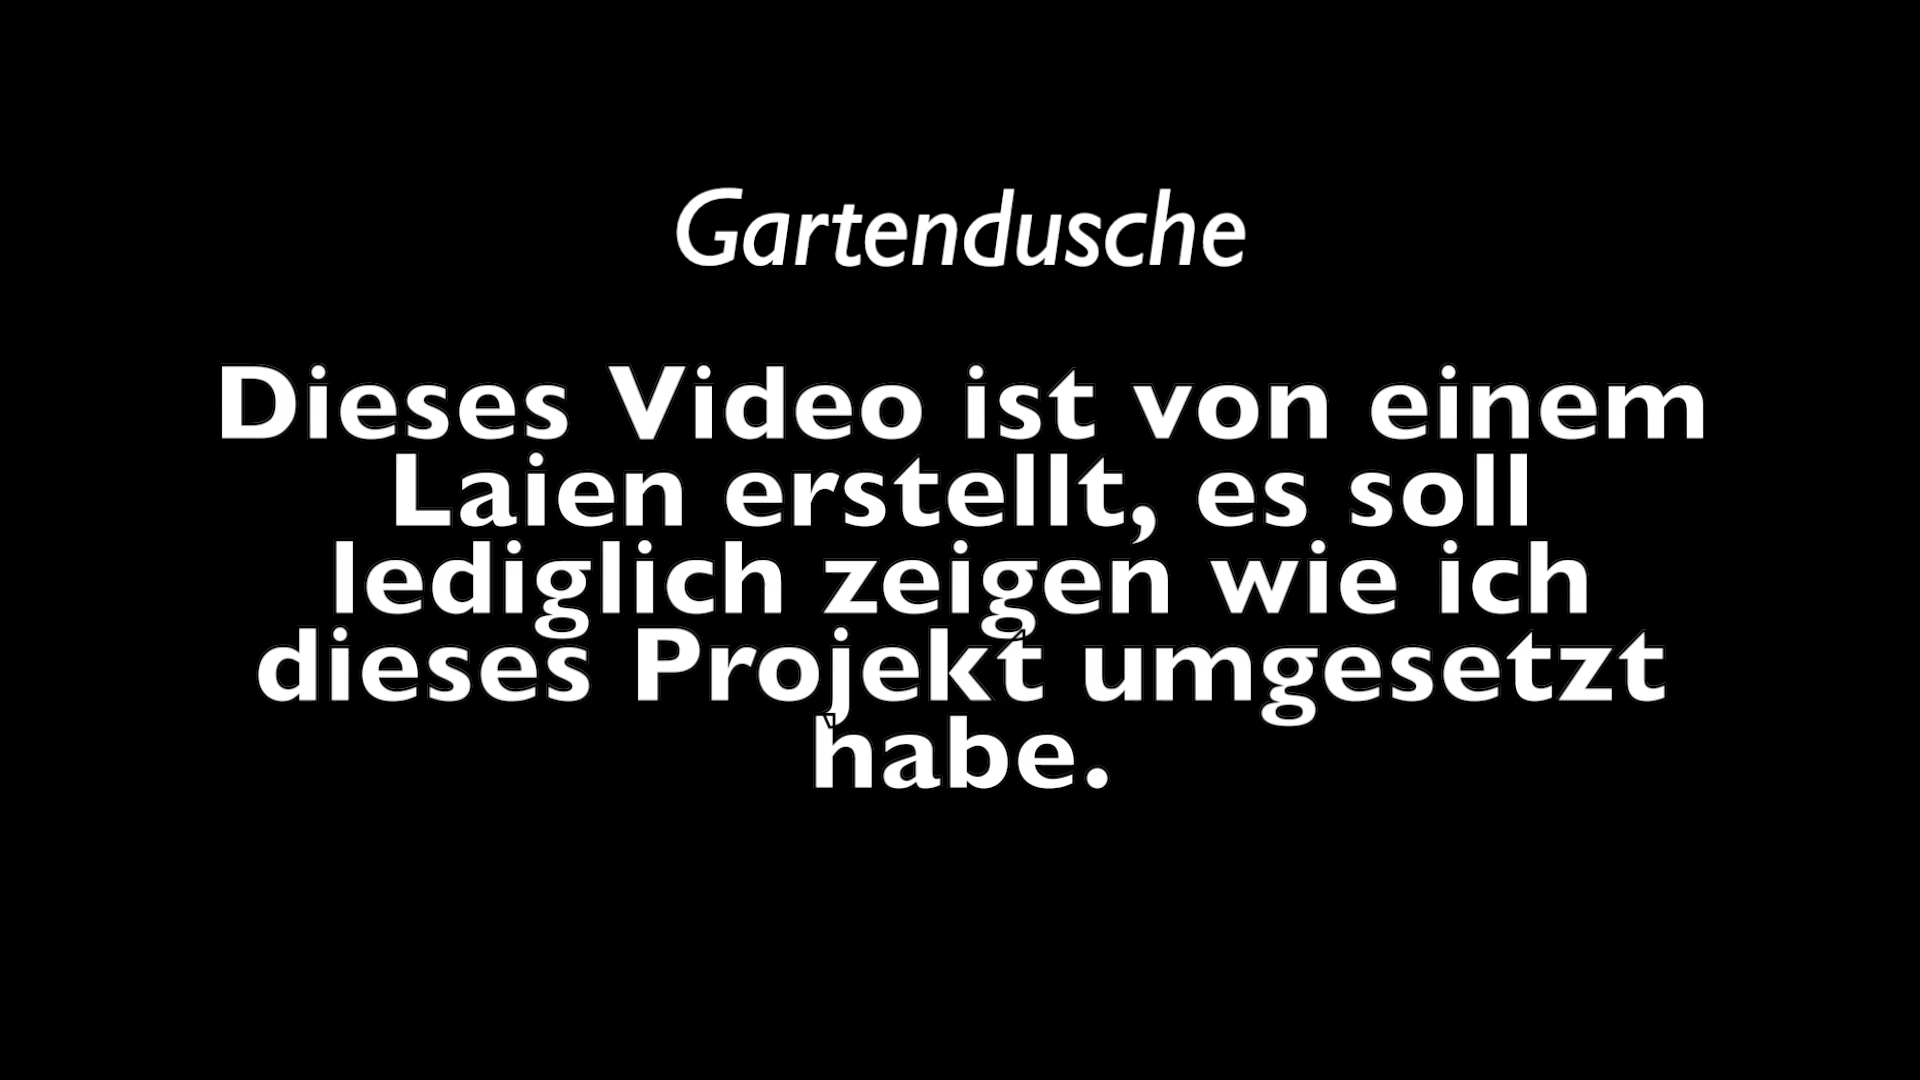 Gartendusche
Dieses Video ist von einem
Laien erstellt, es soll
lediglich zeigen wie ich
dieses Projekt umgesetzt
habe.